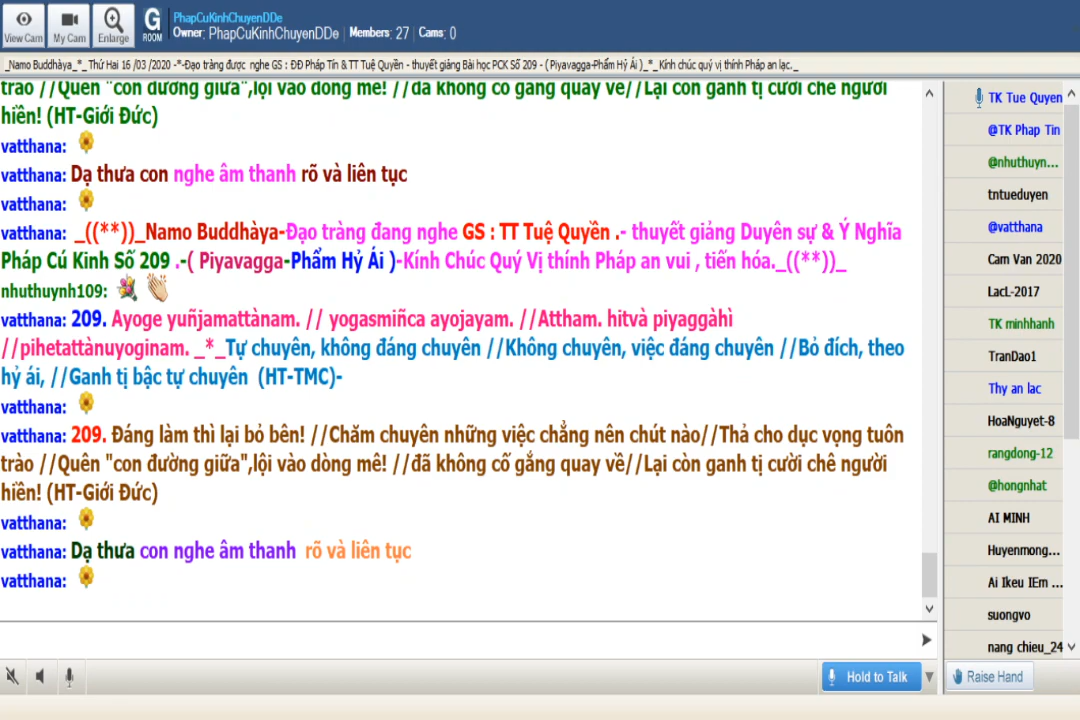 View Cam
My Cam
Enlarge
G
ROOM
PhapCuKinhChuyenDDe
Owner: PhapCuKinhChuyenDDe Members: 27 Cams: 0
_Namo Buddhàya_*_ Thứ Hai 16 /03 /2020 -*-Đạo tràng được nghe GS : ĐĐ Pháp Tín & TT Tuệ Quyền - thuyết giảng Bài học PCK Số 209 - ( Piyavagga-Phẩm Hỷ Ái )_*_ Kính chúc quý vị thính Pháp an lạc._
trào //Quên "con đường giữa",lội vào dòng mê! //đã không cố gắng quay về//Lại còn ganh tị cười chê người
hiền! (HT-Giới Đức)
vatthana:
vatthana: Dạ thưa con nghe âm thanh rõ và liên tục
vatthana:
vatthana: _((**))_Namo Buddhàya-Đạo tràng đang nghe GS : TT Tuệ Quyền .- thuyết giảng Duyên sự & Ý Nghĩa
Pháp Cú Kinh Số 209 .-( Piyavagga-Phẩm Hỷ Ái )-Kính Chúc Quý Vị thính Pháp an vui , tiến hóa._((**))_
nhuthuynh109:
vatthana: 209. Ayoge yuñjamattànam. // yogasmiñca ayojayam. //Attham. hitvà piyaggàhì
//pihetattànuyoginam. _*_Tự chuyên, không đáng chuyên //Không chuyên, việc đáng chuyên //Bỏ đích, theo
hỷ ái, //Ganh tị bậc tự chuyên (HT-TMC)-
vatthana:
vatthana: 209. Đáng làm thì lại bỏ bên! //Chăm chuyên những việc chẳng nên chút nào//Thả cho dục vọng tuôn
trào //Quên "con đường giữa",lội vào dòng mê! //đã không cố gắng quay về//Lại còn ganh tị cười chê người
hiền! (HT-Giới Đức)
vatthana:
vatthana: Dạ thưa con nghe âm thanh rõ và liên tục
vatthana:
TK Tue Quyen
@TK Phap Tin
@nhuthuyn...
tntueduyen
@vatthana
Cam Van 2020
LacL-2017
TK minhhanh
TranDao1
Thy an lac
HoaNguyet-8
rangdong-12
@hongnhat
AI MINH
Huyenmong...
Ai Ikeu IEm ...
suongvo
nang chieu_24
Hold to Talk
Raise Hand